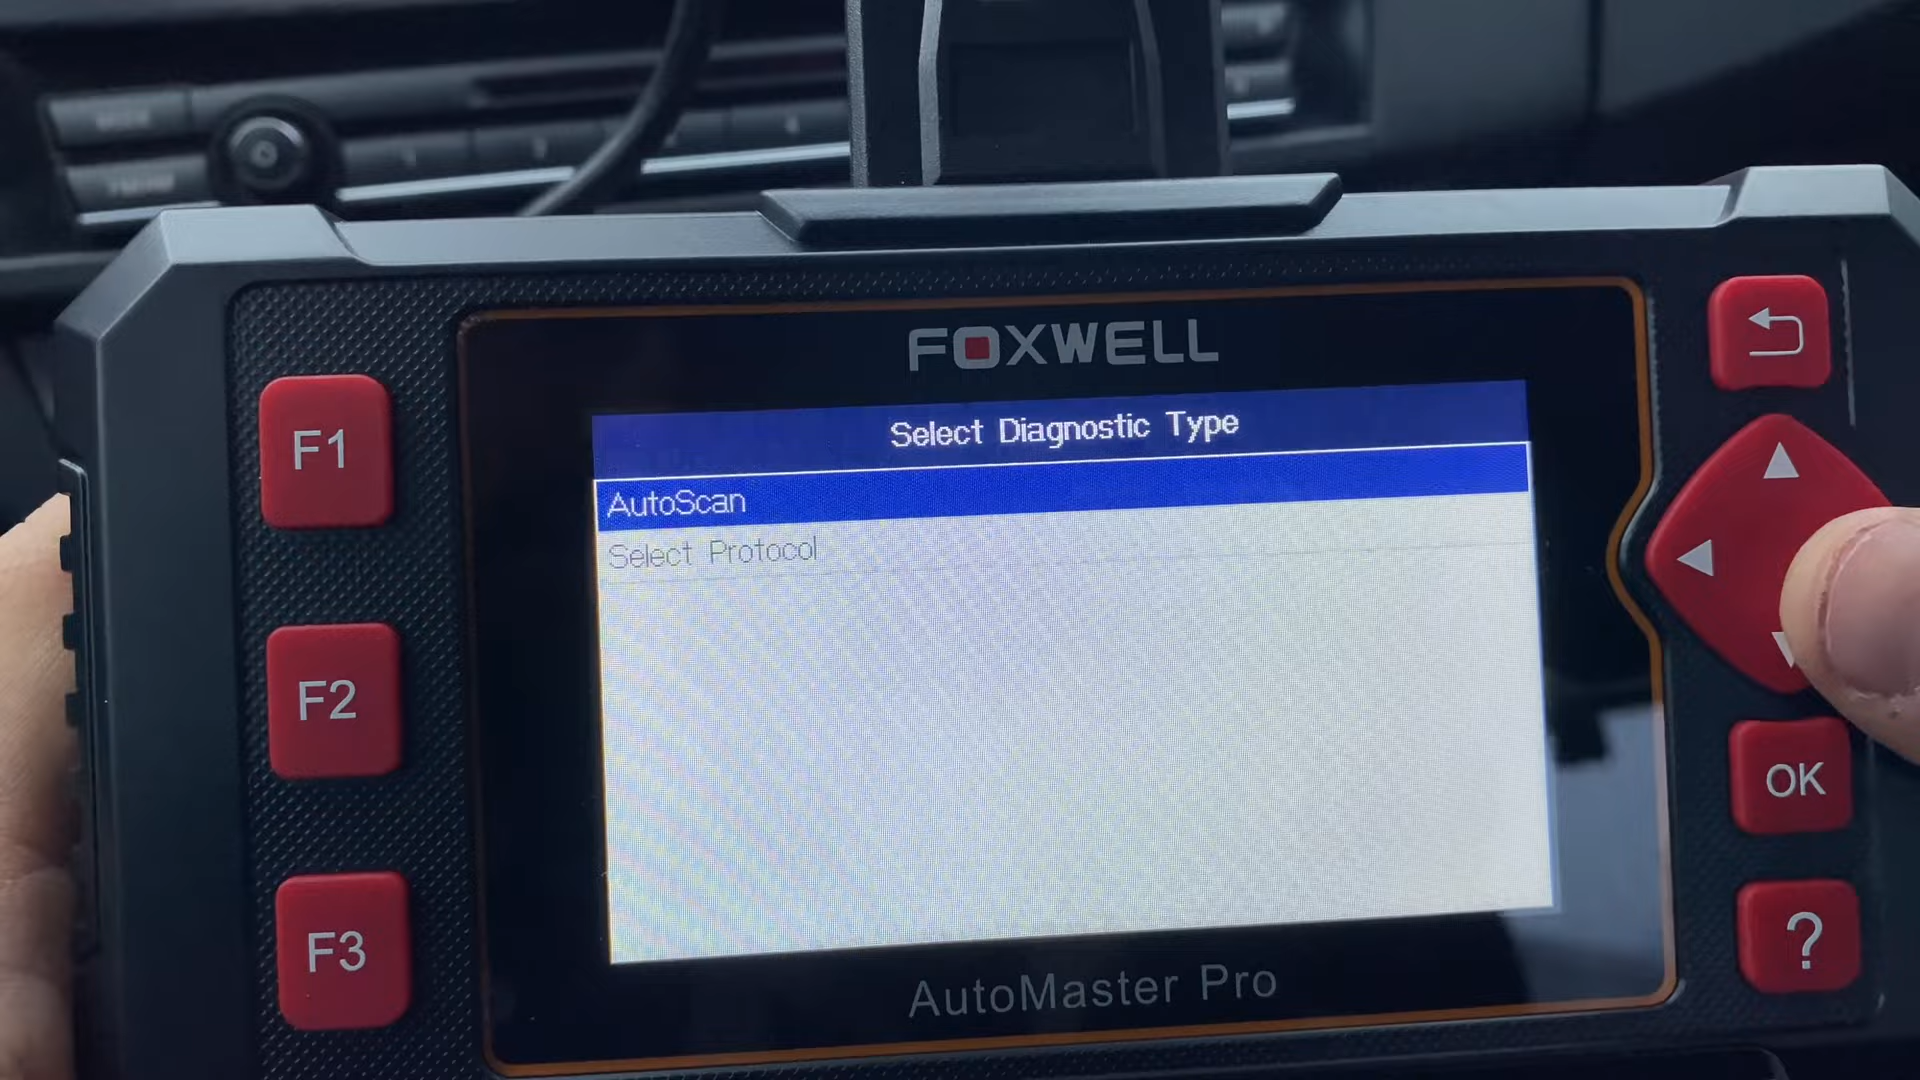 FOXWELL
Select Diagnostic Type
AutoScan
Select Protocol
AutoMaster Pro
F1
F2
F3
OK
?